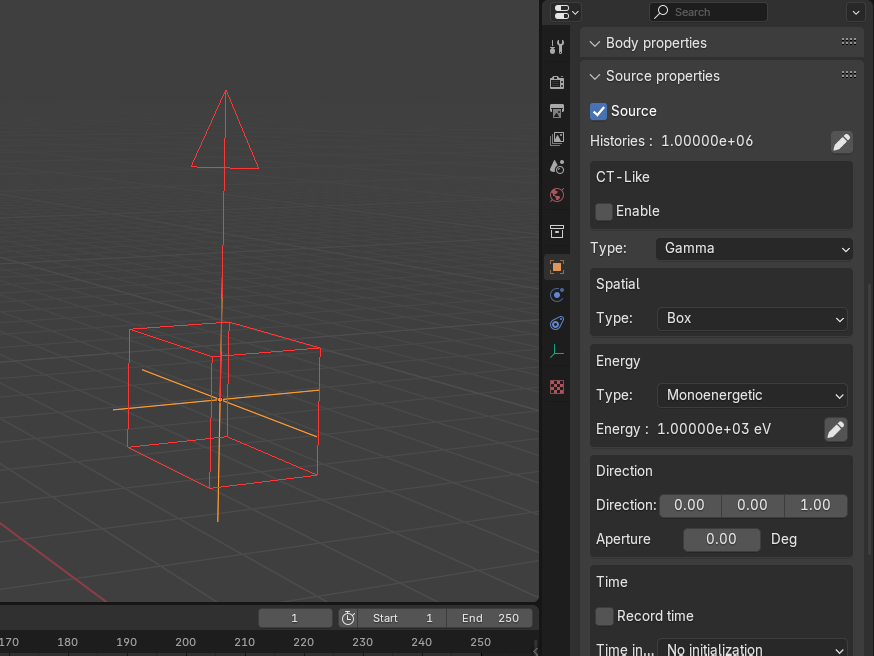 Search
Body properties
Source properties
Source
Histories : 1.00000e+06
CT-Like
Enable
Type: Gamma
Spatial
Type: Box
Energy
Type: Monoenergetic
Energy : 1.00000e+03 eV
Direction
Direction: 0.00 0.00 1.00
Aperture 0.00 Deg
Time
Record time
Time in... No initialization
1 Start 1 End 250
170 180 190 200 210 220 230 240 250